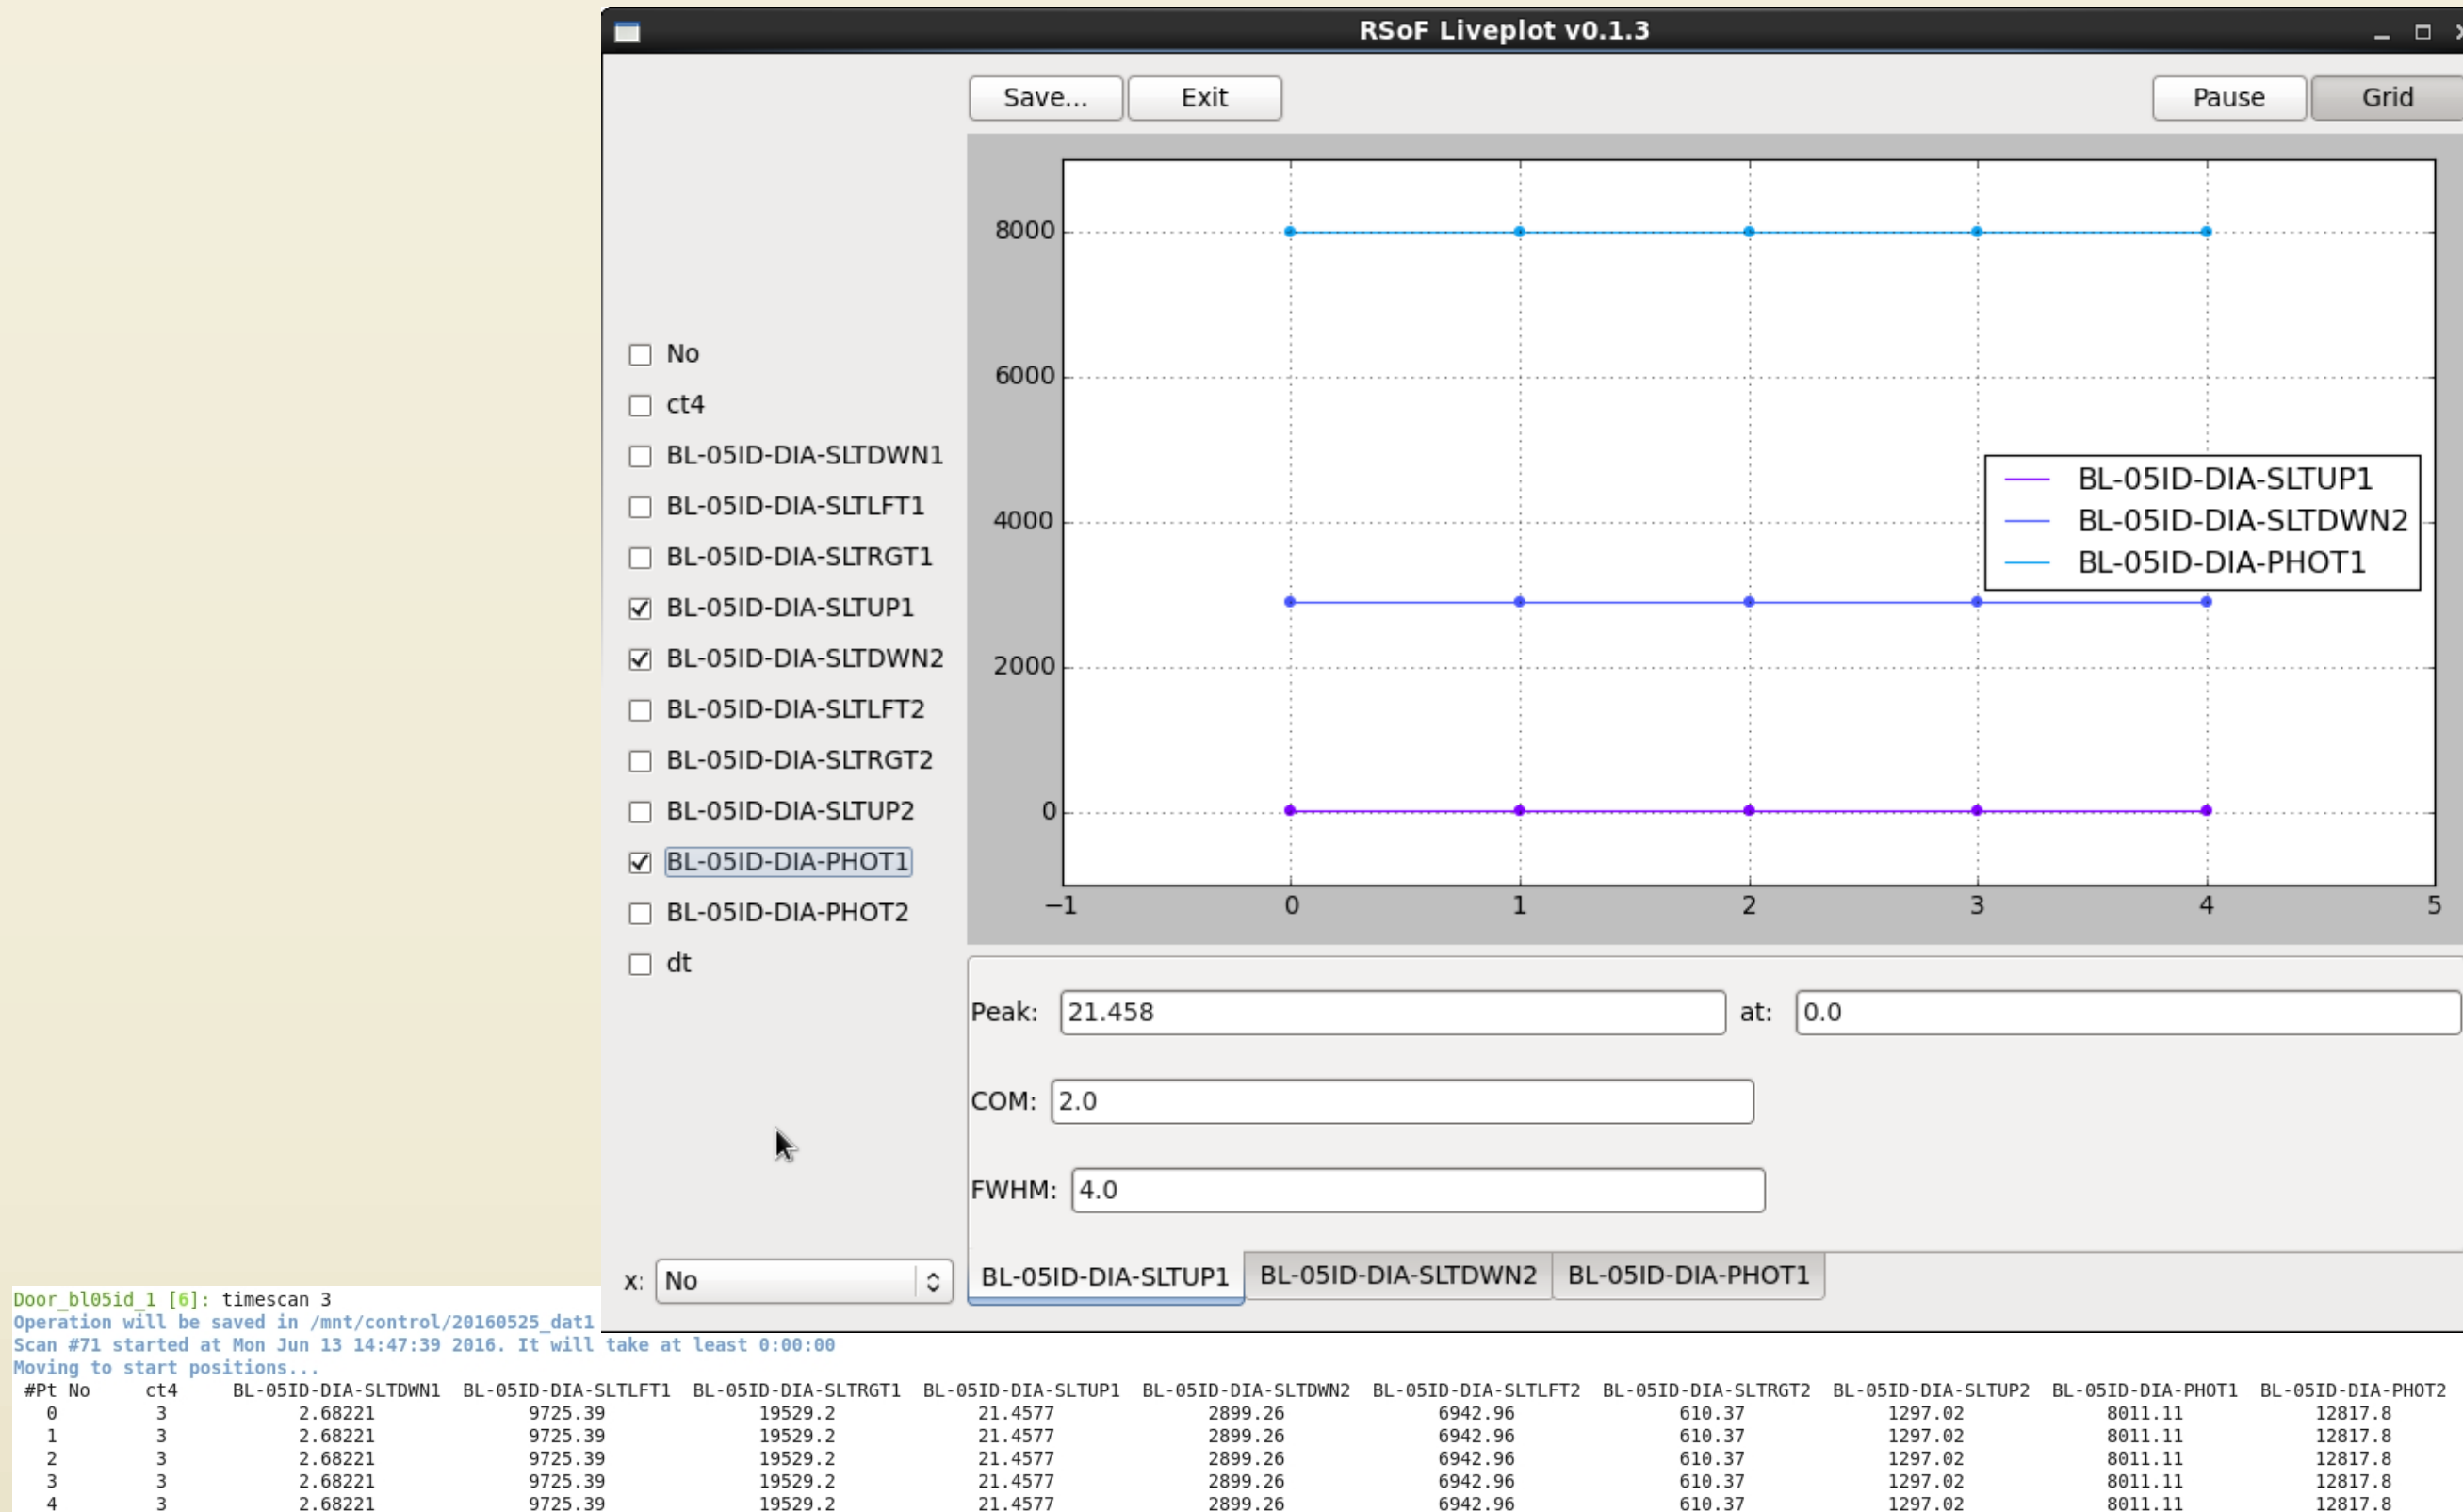 RSoF Liveplot v0.1.3
Save... Exit Pause Grid
No
ct4
BL-05ID-DIA-SLTDWN1
BL-05ID-DIA-SLTLFT1
BL-05ID-DIA-SLTRGT1
BL-05ID-DIA-SLTUP1
BL-05ID-DIA-SLTDWN2
BL-05ID-DIA-SLTLFT2
BL-05ID-DIA-SLTRGT2
BL-05ID-DIA-SLTUP2
BL-05ID-DIA-PHOT1
BL-05ID-DIA-PHOT2
dt
8000
6000
4000
2000
0
BL-05ID-DIA-SLTUP1
BL-05ID-DIA-SLTDWN2
BL-05ID-DIA-PHOT1
−1 0 1 2 3 4 5
Peak: 21.458 at: 0.0
COM: 2.0
FWHM: 4.0
x: No
BL-05ID-DIA-SLTUP1 BL-05ID-DIA-SLTDWN2 BL-05ID-DIA-PHOT1
Door_bl05id_1 [6]: timescan 3
Operation will be saved in /mnt/control/20160525_dat1
Scan #71 started at Mon Jun 13 14:47:39 2016. It will take at least 0:00:00
Moving to start positions...
#Pt No ct4 BL-05ID-DIA-SLTDWN1 BL-05ID-DIA-SLTLFT1 BL-05ID-DIA-SLTRGT1 BL-05ID-DIA-SLTUP1 BL-05ID-DIA-SLTDWN2 BL-05ID-DIA-SLTLFT2 BL-05ID-DIA-SLTRGT2 BL-05ID-DIA-SLTUP2 BL-05ID-DIA-PHOT1 BL-05ID-DIA-PHOT2
0 3 2.68221 9725.39 19529.2 21.4577 2899.26 6942.96 610.37 1297.02 8011.11 12817.8
1 3 2.68221 9725.39 19529.2 21.4577 2899.26 6942.96 610.37 1297.02 8011.11 12817.8
2 3 2.68221 9725.39 19529.2 21.4577 2899.26 6942.96 610.37 1297.02 8011.11 12817.8
3 3 2.68221 9725.39 19529.2 21.4577 2899.26 6942.96 610.37 1297.02 8011.11 12817.8
4 3 2.68221 9725.39 19529.2 21.4577 2899.26 6942.96 610.37 1297.02 8011.11 12817.8